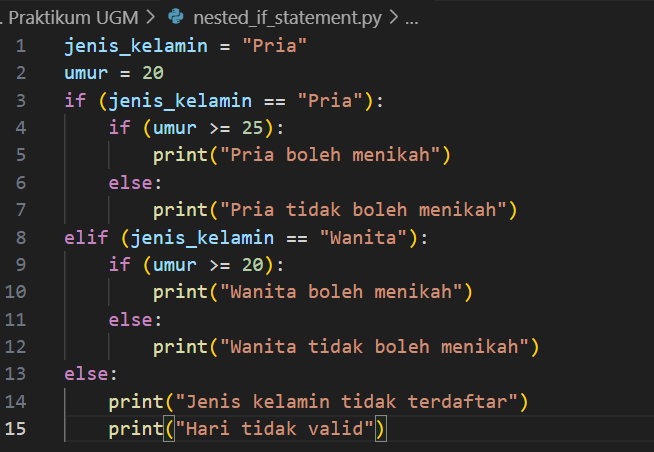 . Praktikum UGM > nested_if_statement.py > ...
1 jenis_kelamin = "Pria"
2 umur = 20
3 if (jenis_kelamin == "Pria"):
4     if (umur >= 25):
5         print("Pria boleh menikah")
6     else:
7         print("Pria tidak boleh menikah")
8 elif (jenis_kelamin == "Wanita"):
9     if (umur >= 20):
10         print("Wanita boleh menikah")
11     else:
12         print("Wanita tidak boleh menikah")
13 else:
14     print("Jenis kelamin tidak terdaftar")
15     print("Hari tidak valid")